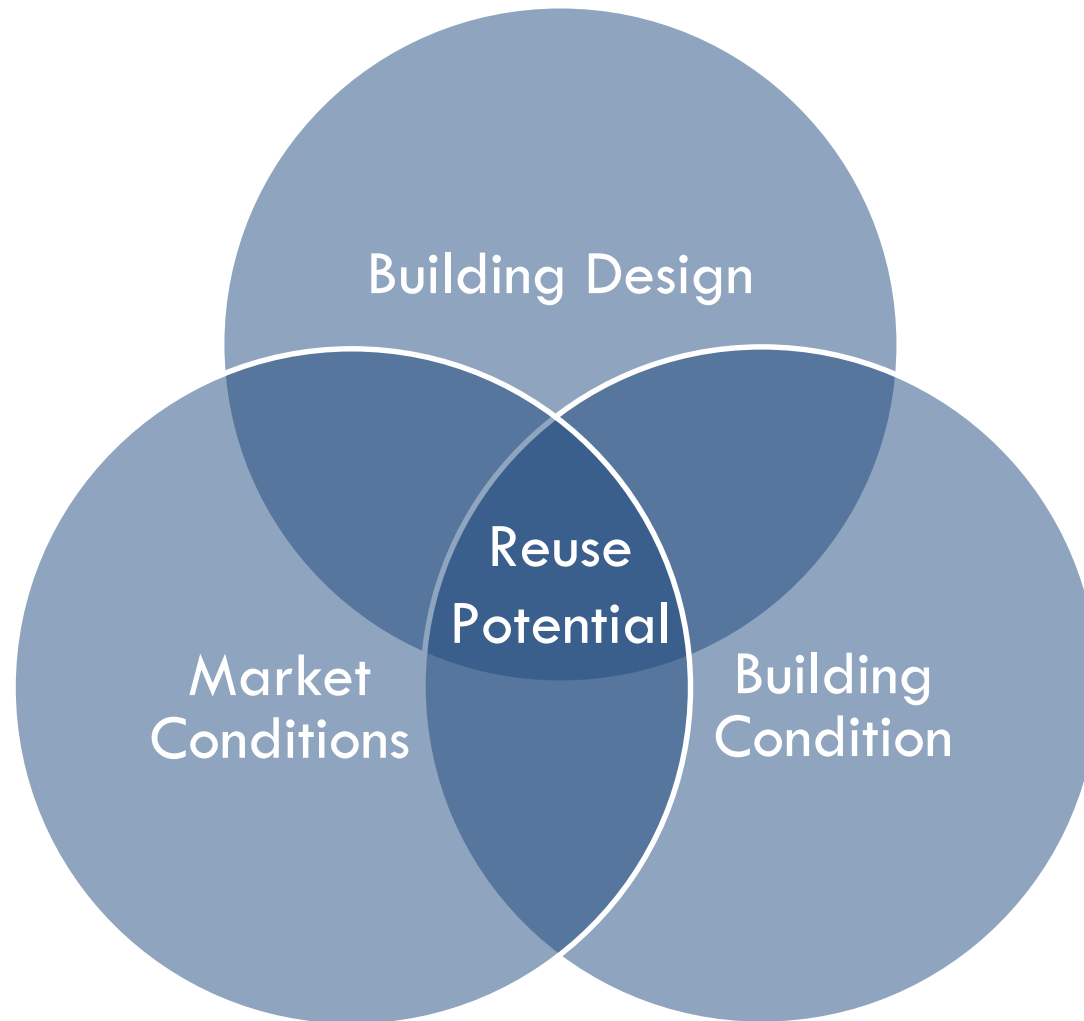 Building Design
Reuse
Potential
Market
Conditions
Building
Condition